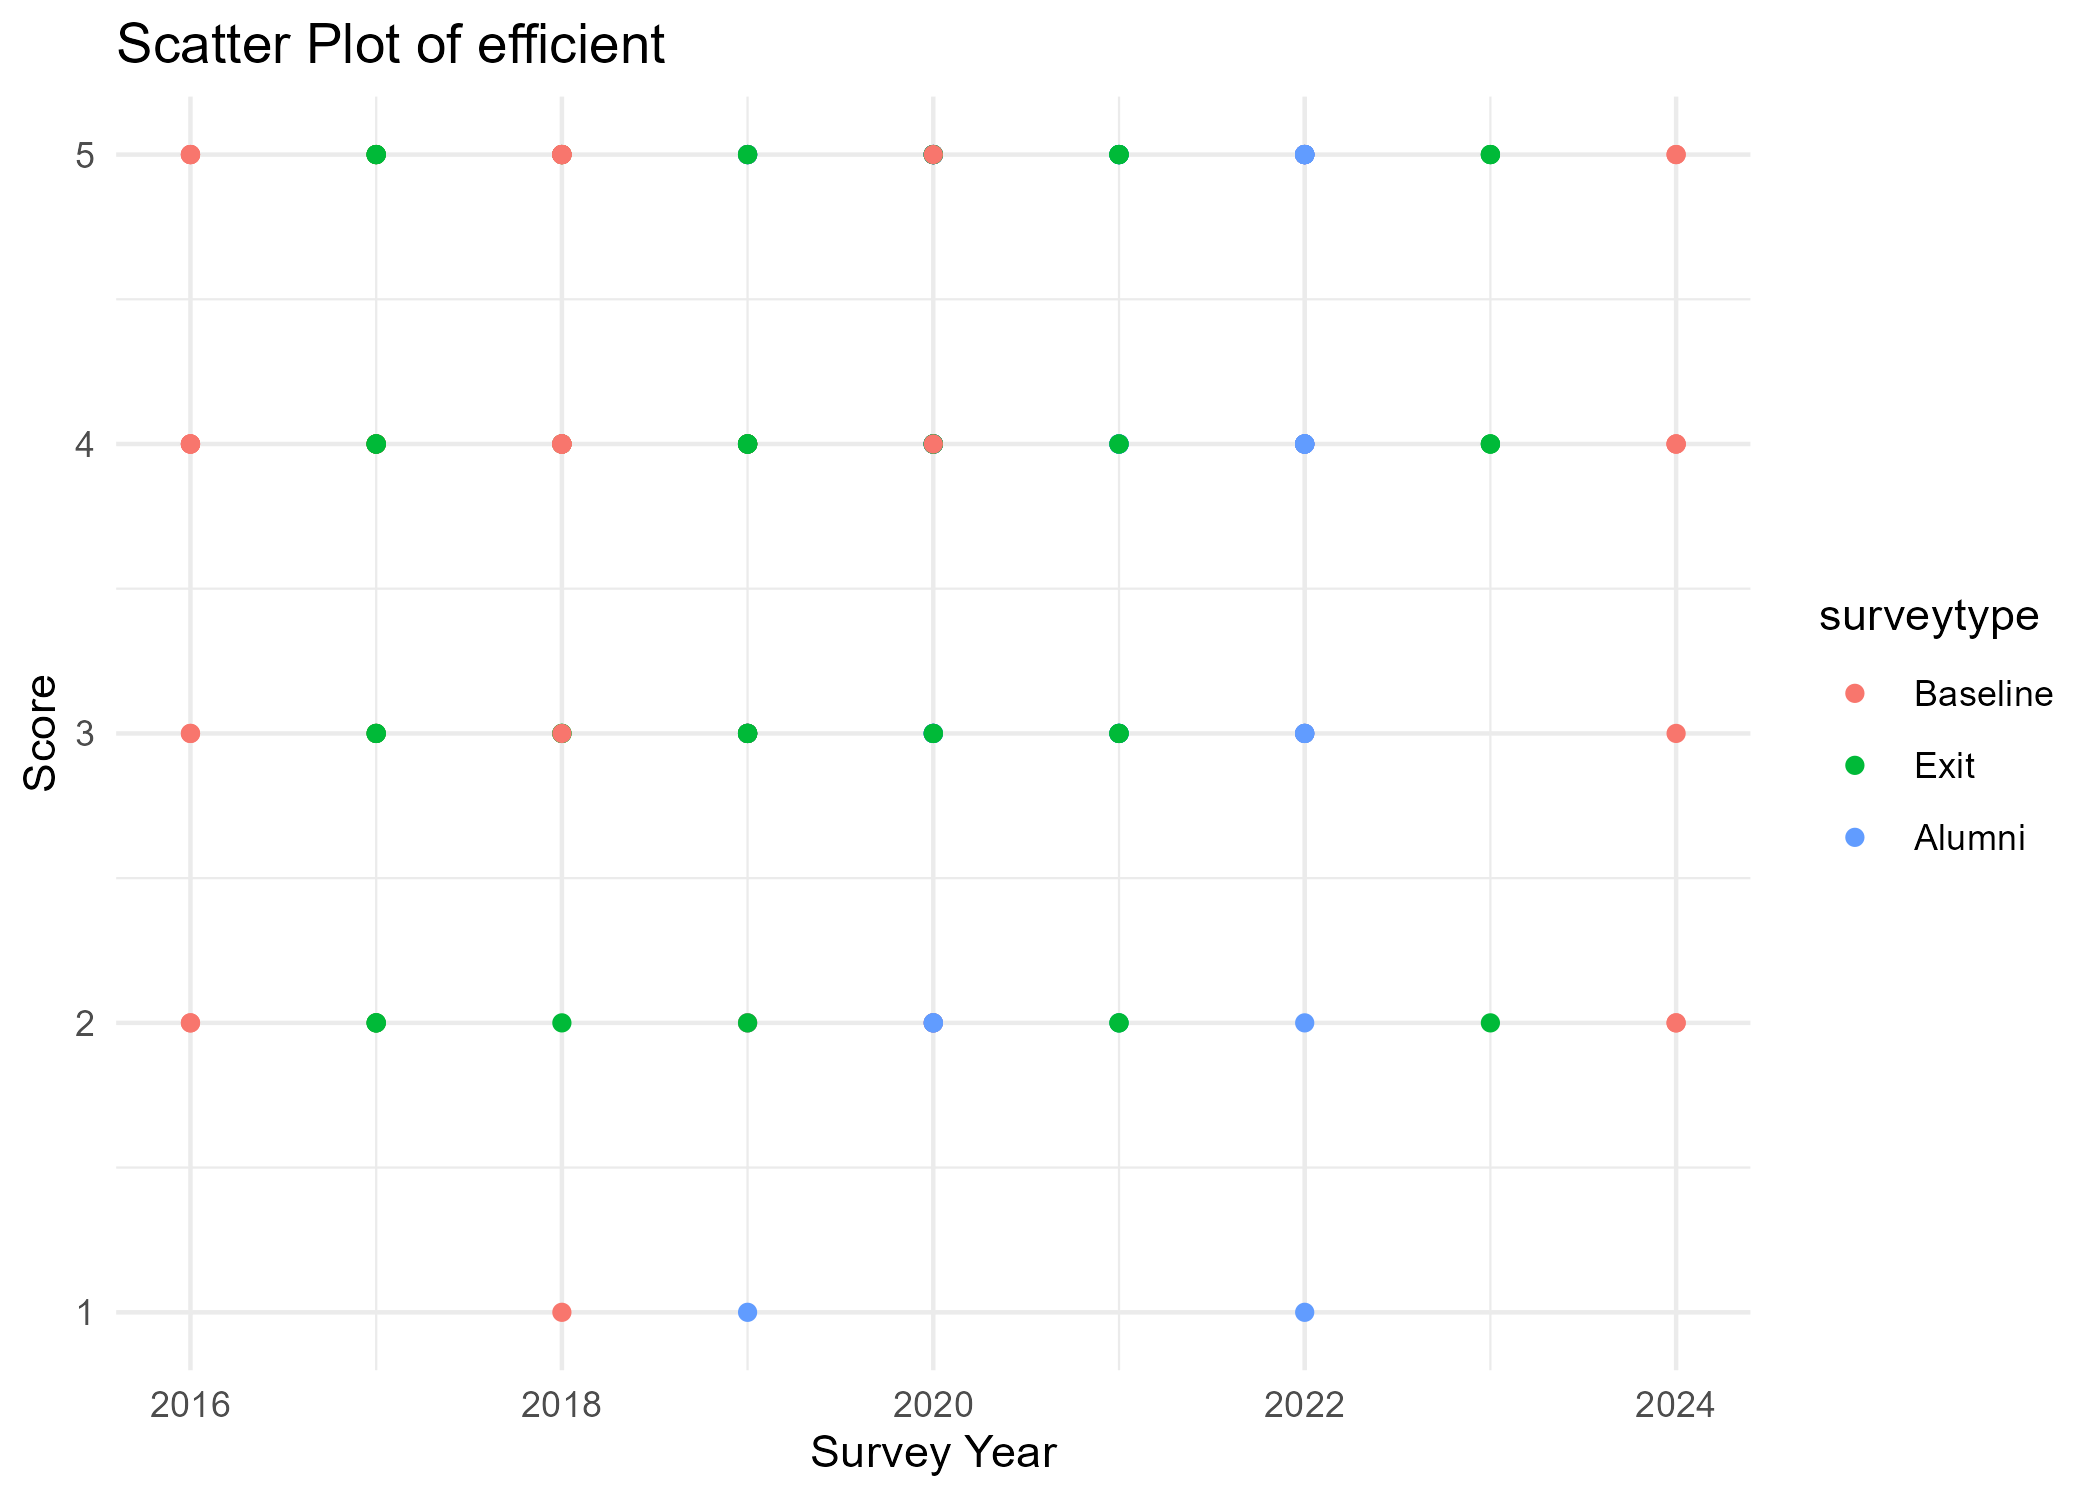 Scatter Plot of efficient
5
4
3
2
1
Score
2016 2018 2020 2022 2024
Survey Year
surveytype
Baseline
Exit
Alumni